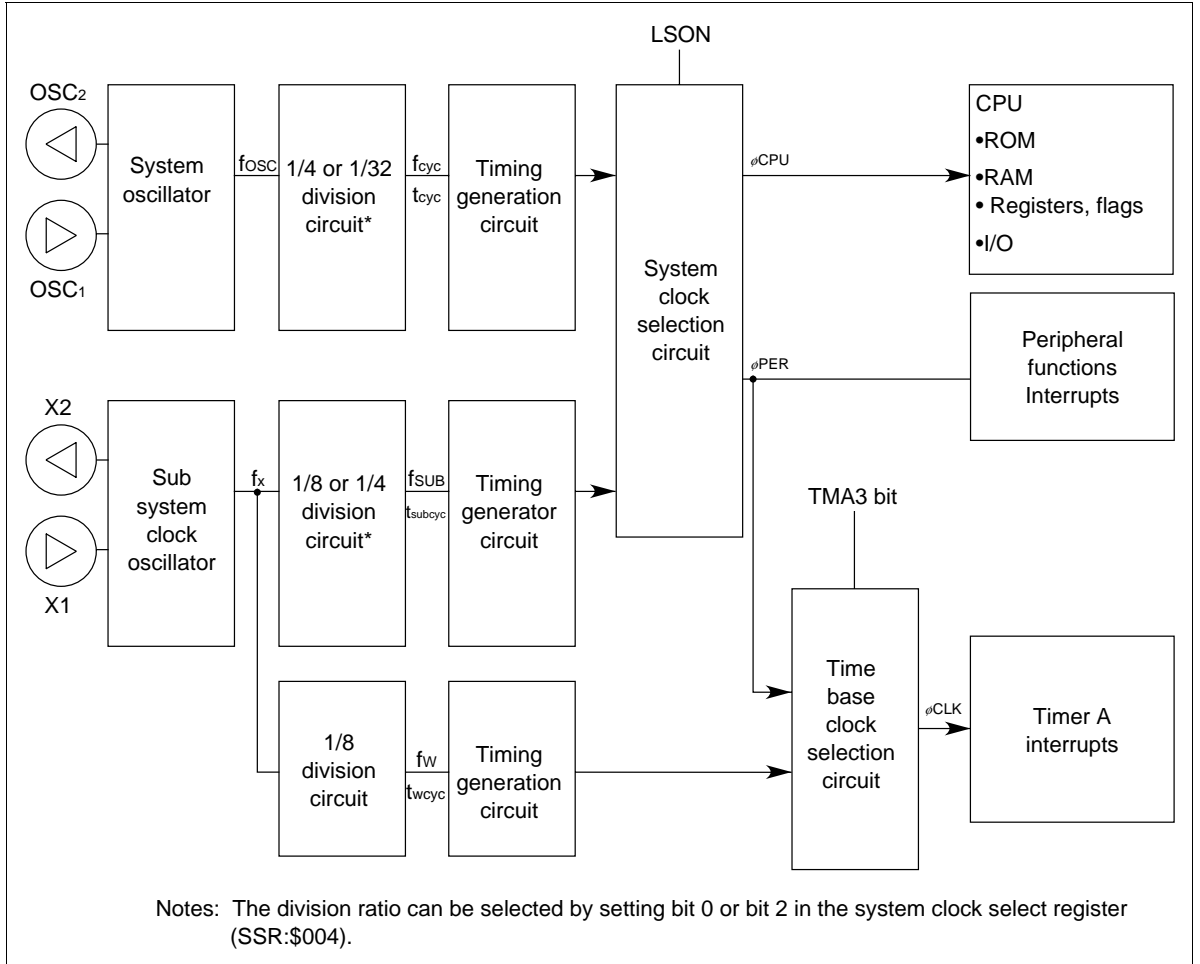 LSON
OSC2
OSC1
System
oscillator
fOSC
1/4 or 1/32
division
circuit*
fcyc
tcyc
Timing
generation
circuit
System
clock
selection
circuit
øCPU
CPU
•ROM
•RAM
• Registers, flags
•I/O
øPER
Peripheral
functions
Interrupts
X2
X1
Sub
system
clock
oscillator
fx
1/8 or 1/4
division
circuit*
fSUB
tsubcyc
Timing
generator
circuit
TMA3 bit
1/8
division
circuit
fW
twcyc
Timing
generation
circuit
Time
base
clock
selection
circuit
øCLK
Timer A
interrupts
Notes: The division ratio can be selected by setting bit 0 or bit 2 in the system clock select register
(SSR:$004).